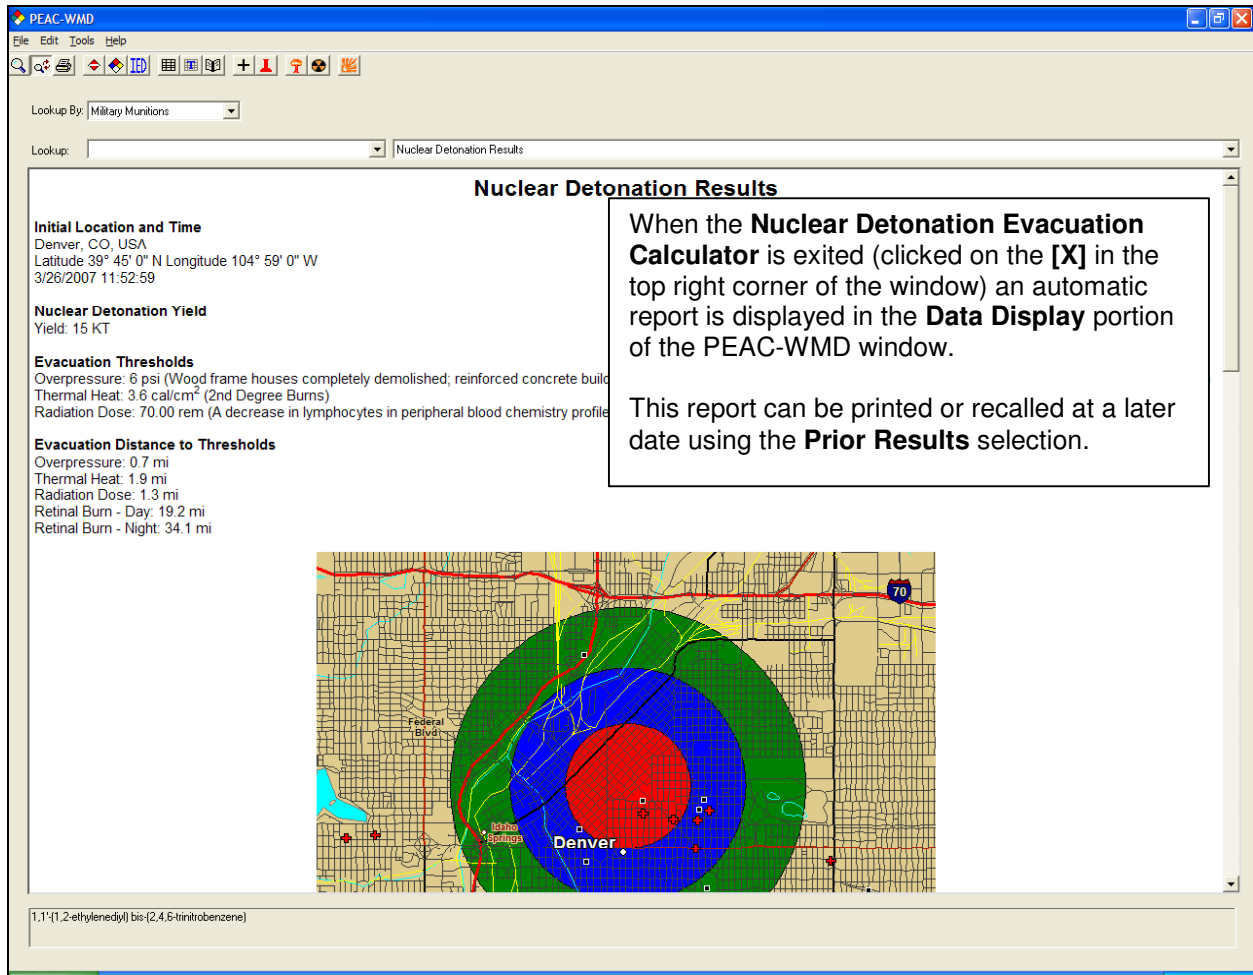 PEAC-WMD
File Edit Tools Help
IED
Lookup By: Military Munitions
Lookup: Nuclear Detonation Results
Nuclear Detonation Results
Initial Location and Time
Denver, CO, USA
Latitude 39° 45' 0" N Longitude 104° 59' 0" W
3/26/2007 11:52:59
Nuclear Detonation Yield
Yield: 15 KT
Evacuation Thresholds
Overpressure: 6 psi (Wood frame houses completely demolished; reinforced concrete
Thermal Heat: 3.6 cal/cm² (2nd Degree Burns)
Radiation Dose: 70.00 rem (A decrease in lymphocytes in peripheral blood chemistry profile
Evacuation Distance to Thresholds
Overpressure: 0.7 mi
Thermal Heat: 1.9 mi
Radiation Dose: 1.3 mi
Retinal Burn - Day: 19.2 mi
Retinal Burn - Night: 34.1 mi
When the Nuclear Detonation Evacuation
Calculator is exited (clicked on the [X] in the
top right corner of the window) an automatic
report is displayed in the Data Display portion
of the PEAC-WMD window.
This report can be printed or recalled at a later
date using the Prior Results selection.
70
Federal
Blvd
Idaho
Springs
Denver
1,1'-(1,2-ethylenediyl) bis-(2,4,6-trinitrobenzene)